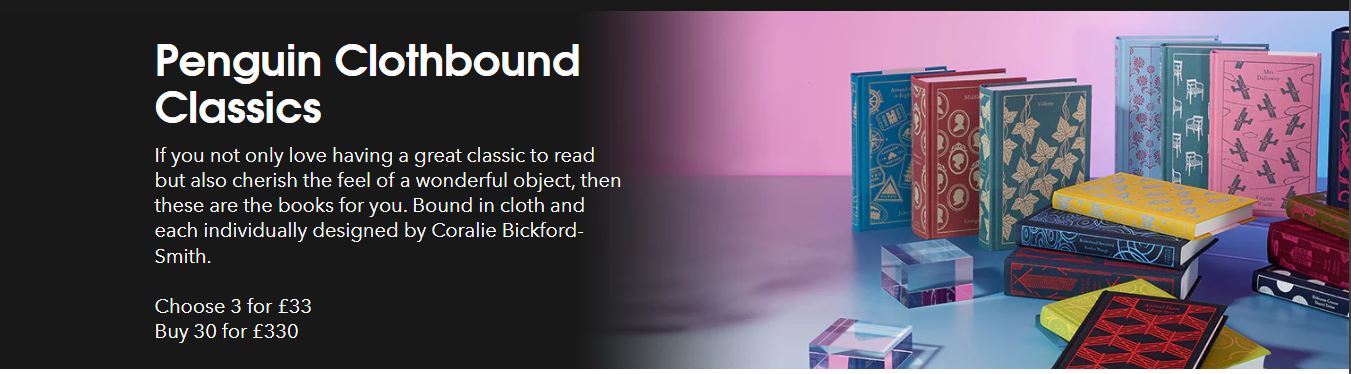 Penguin Clothbound
Classics
If you not only love having a great classic to read
but also cherish the feel of a wonderful object, then
these are the books for you. Bound in cloth and
each individually designed by Coralie Bickford-
Smith.
Choose 3 for £33
Buy 30 for £330
Mrs
Dalloway
Villette